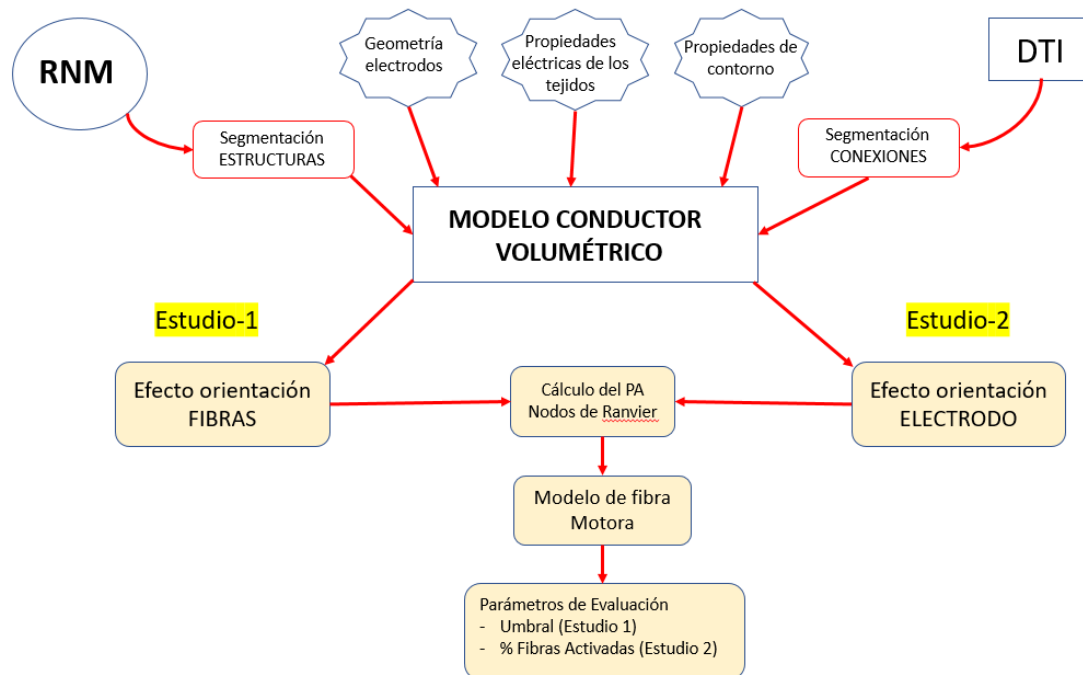 RNM
Geometría
electrodos
Propiedades
eléctricas de los
tejidos
Propiedades de
contorno
DTI
Segmentación
ESTRUCTURAS
Segmentación
CONEXIONES
MODELO CONDUCTOR
VOLUMÉTRICO
Estudio-1
Estudio-2
Efecto orientación
FIBRAS
Cálculo del PA
Nodos de Ranvier
Efecto orientación
ELECTRODO
Modelo de fibra
Motora
Parámetros de Evaluación
- Umbral (Estudio 1)
- % Fibras Activadas (Estudio 2)